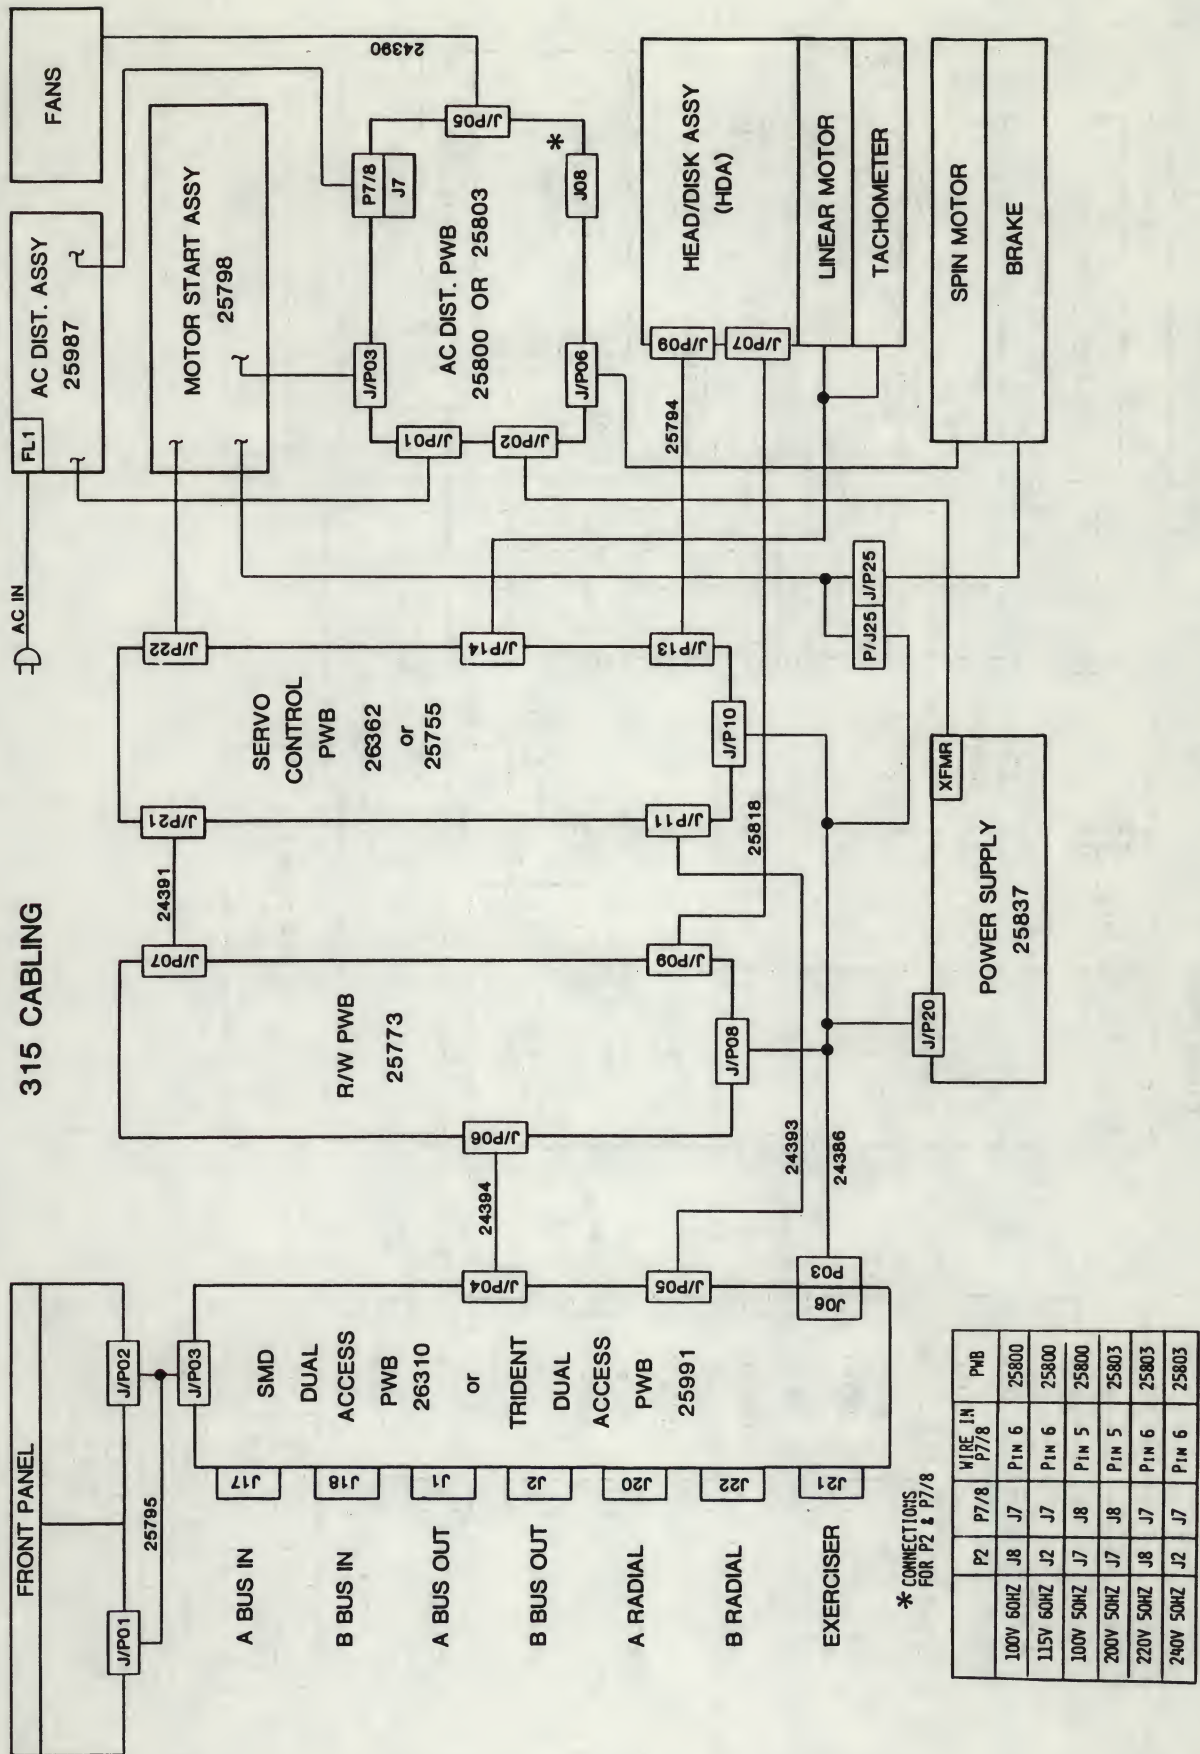 315 CABLING
FRONT PANEL
J/P01
J/P02
25795
J/P03
SMD
DUAL
ACCESS
PWB
26310
or
TRIDENT
DUAL
ACCESS
PWB
25991
J17
J18
J1
J2
J20
J22
J21
A BUS IN
B BUS IN
A BUS OUT
B BUS OUT
A RADIAL
B RADIAL
EXERCISER
J/P04
J/P05
J06
P03
24394
24393
24386
J/P06
J/P07
J/P08
J/P09
R/W PWB
25773
24391
25818
J/P21
J/P11
J/P10
J/P22
J/P14
J/P13
SERVO
CONTROL
PWB
26362
or
25755
J/P20
XFMR
POWER SUPPLY
25837
P/J25
J/P25
AC IN
FL1
AC DIST. ASSY
25987
FANS
24390
MOTOR START ASSY
25798
J/P03
P7/8
J7
J/P05
J/P01
J/P02
J/P06
J08
*
AC DIST. PWB
25800 OR 25803
25794
J/P09
J/P07
HEAD/DISK ASSY
(HDA)
LINEAR MOTOR
TACHOMETER
SPIN MOTOR
BRAKE
* CONNECTIONS
FOR P2 & P7/8
P2 P7/8 WIRE IN P7/8 PWB
100V 60HZ J8 J7 PIN 6 25800
115V 60HZ J2 J7 PIN 6 25800
100V 50HZ J7 J8 PIN 5 25800
200V 50HZ J7 J8 PIN 5 25803
220V 50HZ J8 J7 PIN 6 25803
240V 50HZ J2 J7 PIN 6 25803